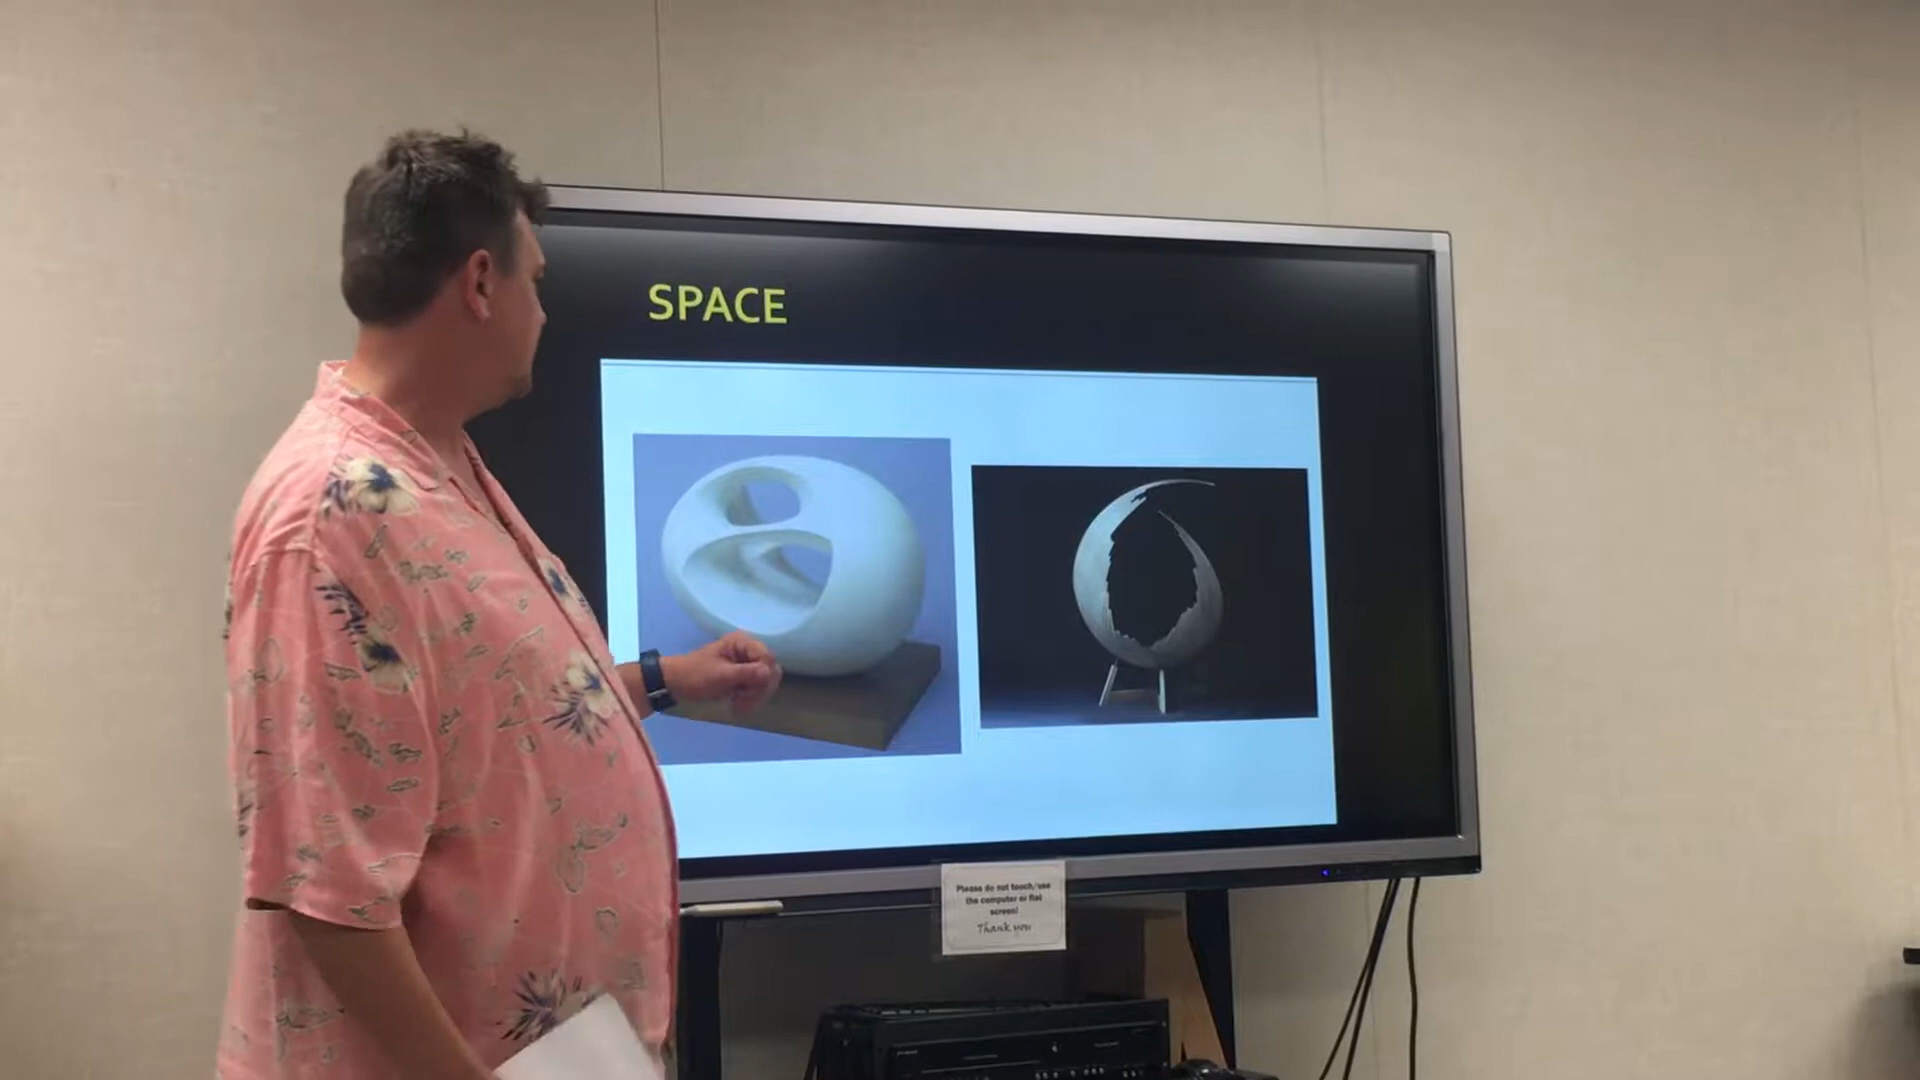 SPACE
Please do not touch/use
the computer or flat
screen!
Thank you